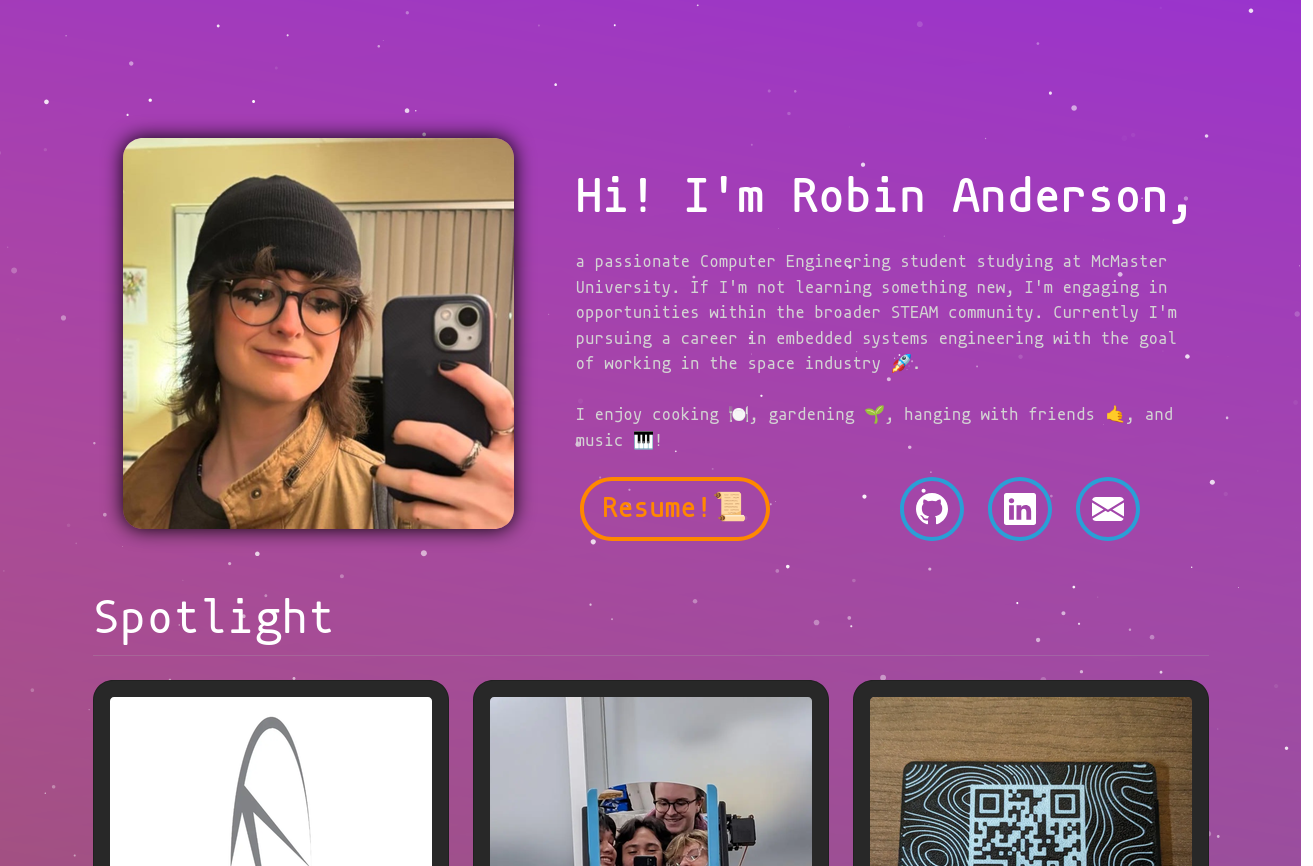 Hi! I'm Robin Anderson,
a passionate Computer Engineering student studying at McMaster
University. If I'm not learning something new, I'm engaging in
opportunities within the broader STEAM community. Currently I'm
pursuing a career in embedded systems engineering with the goal
of working in the space industry 🚀.
I enjoy cooking 🍽️, gardening 🌱, hanging with friends 🤙, and
music 🎹!
Resume!📜
in
Spotlight